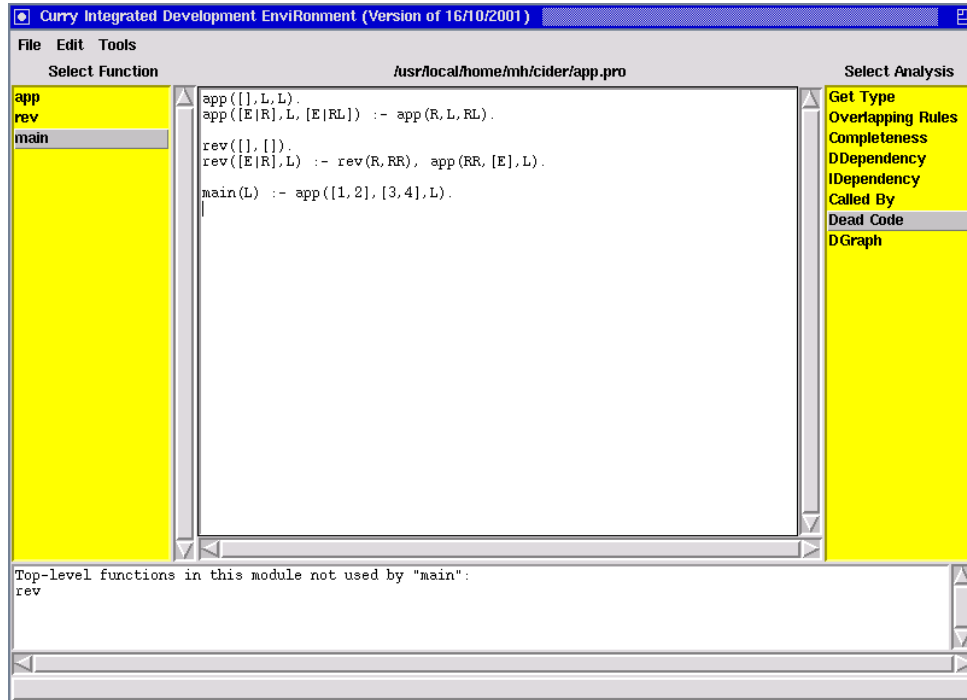 Curry Integrated Development EnviRonment (Version of 16/10/2001)
File Edit Tools
Select Function
/usr/local/home/mh/cider/app.pro
Select Analysis
app
rev
main
app([],L,L).
app([E|R],L,[E|RL]) :- app(R,L,RL).
rev([],[]).
rev([E|R],L) :- rev(R,RR), app(RR,[E],L).
main(L) :- app([1,2],[3,4],L).
Get Type
Overlapping Rules
Completeness
DDependency
IDependency
Called By
Dead Code
DGraph
Top-level functions in this module not used by "main":
rev